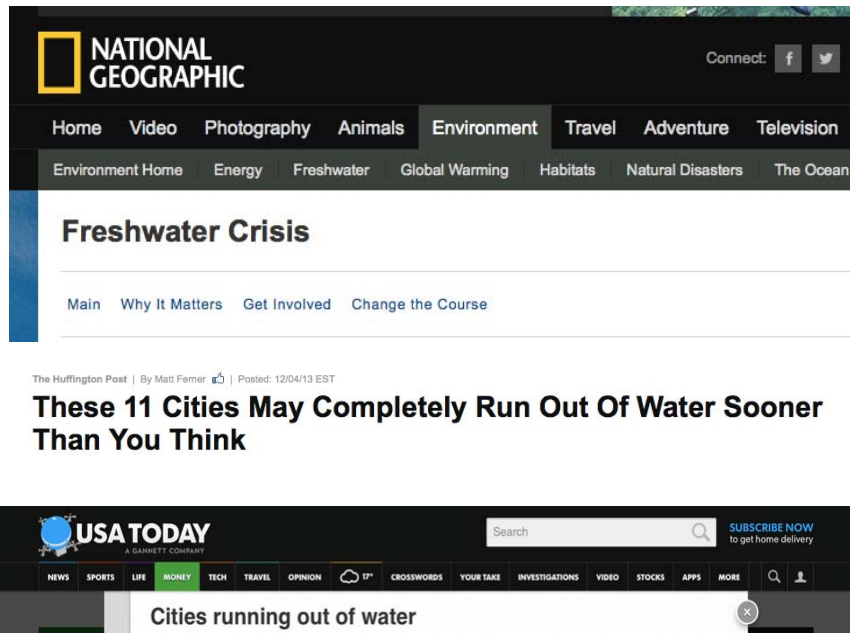 NATIONAL
GEOGRAPHIC
Connect:
Home Video Photography Animals Environment Travel Adventure Television
Environment Home Energy Freshwater Global Warming Habitats Natural Disasters The Ocean
Freshwater Crisis
Main Why It Matters Get Involved Change the Course
The Huffington Post | By Matt Ferner | Posted: 12/04/13 EST
These 11 Cities May Completely Run Out Of Water Sooner
Than You Think
USA TODAY
A GANNETT COMPANY
Search
SUBSCRIBE NOW
to get home delivery
NEWS SPORTS LIFE MONEY TECH TRAVEL OPINION 17° CROSSWORDS YOUR TAKE INVESTIGATIONS VIDEO STOCKS APPS MORE
Cities running out of water